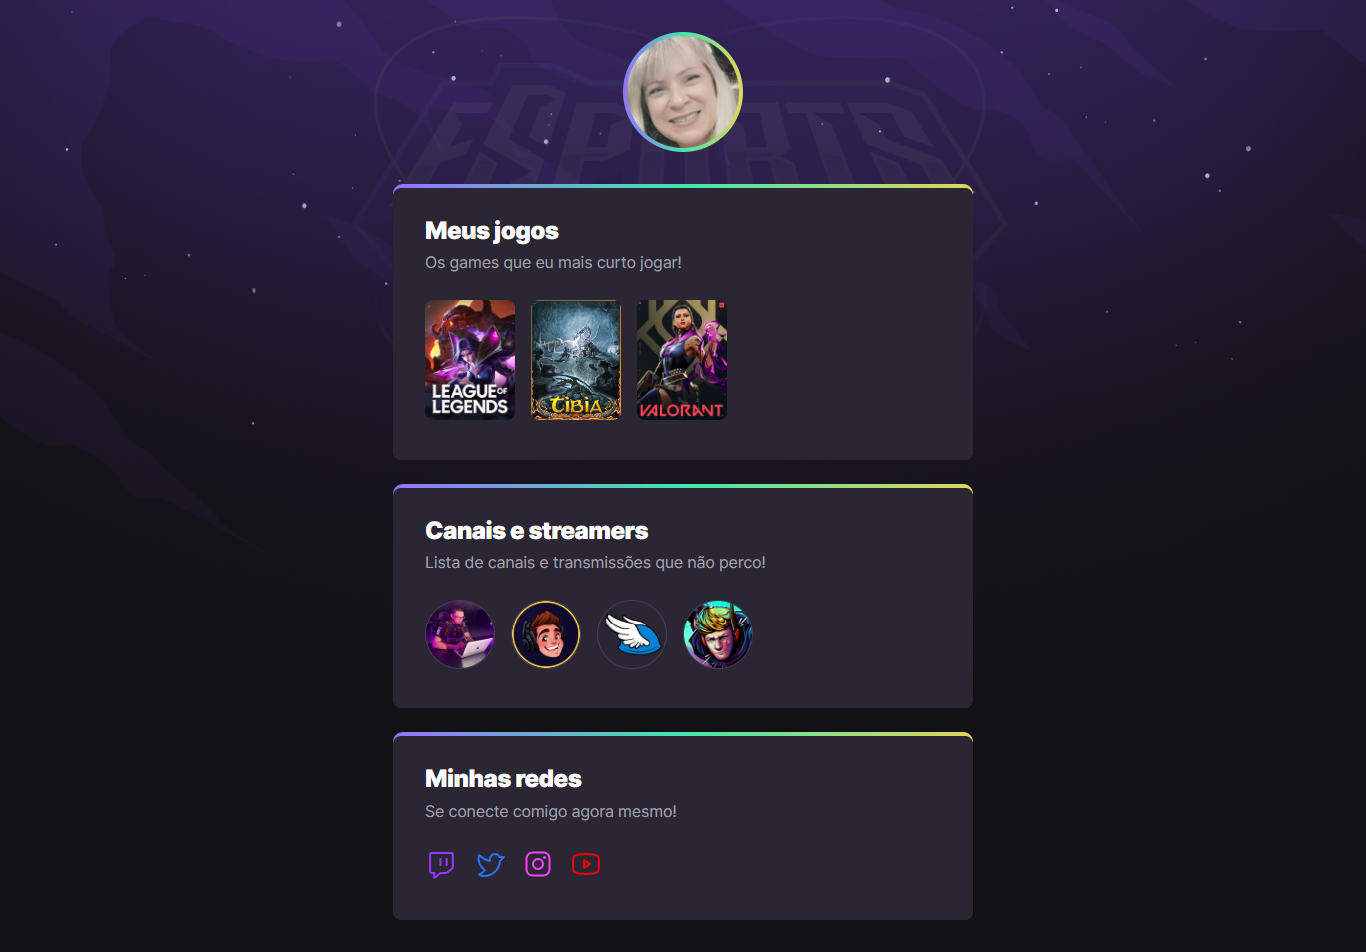 ESPORTS
Meus jogos
Os games que eu mais curto jogar!
LEAGUE OF
LEGENDS
TIBIA
VALORANT
Canais e streamers
Lista de canais e transmissões que não perco!
Minhas redes
Se conecte comigo agora mesmo!